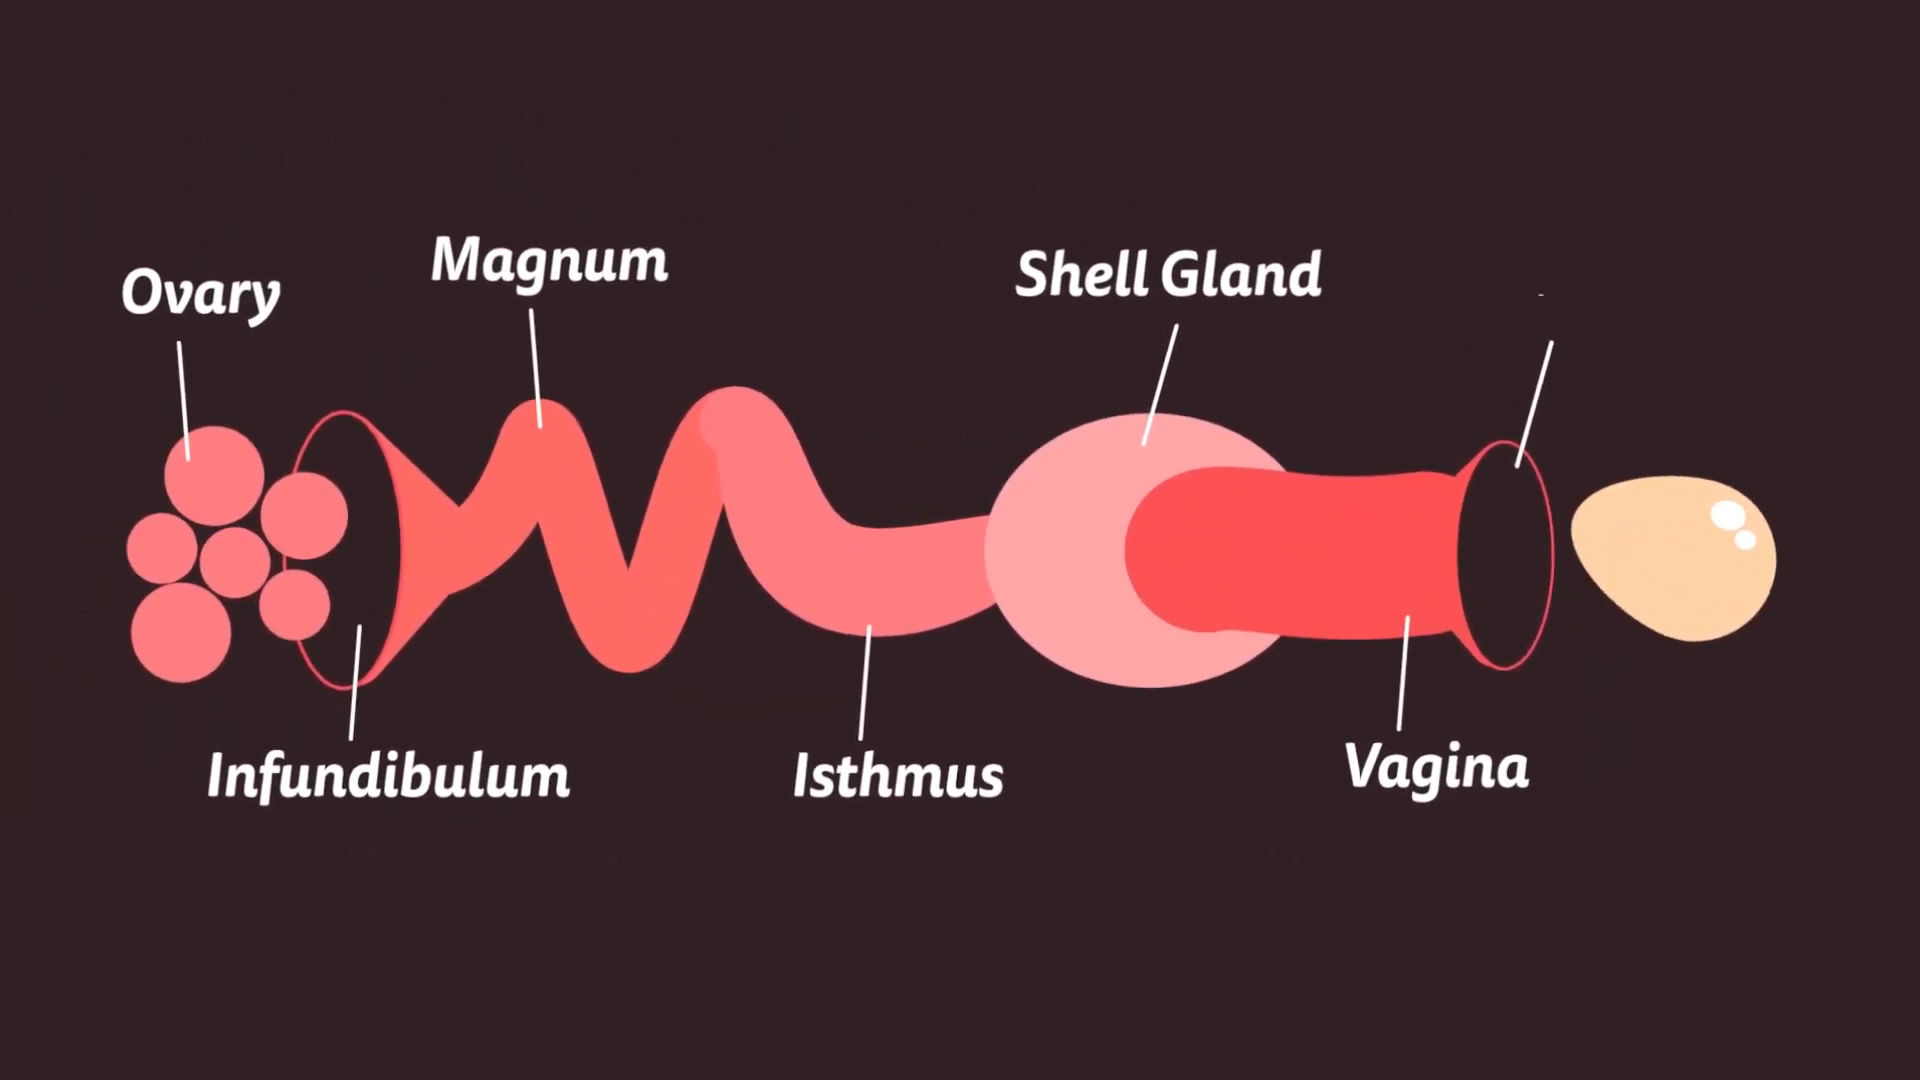 Ovary
Magnum
Shell Gland
Infundibulum
Isthmus
Vagina